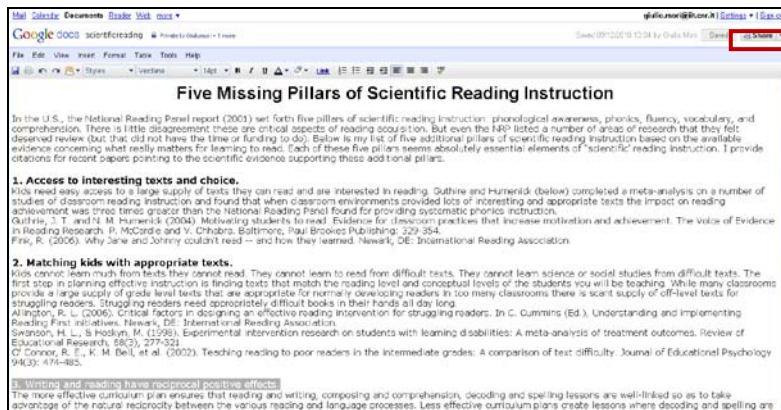 Mail Calendar Documents Reader Web more ▼ giulio.mori@iit.cnr.it | Settings ▼ | Sign o
Google docs scientificreading Private to Giulio + 1 more Saved 09/12/2010 12:04 by Giulio Mori Saved Share
File Edit View Insert Format Table Tools Help
Styles Verdana 14pt B I U A Link
Five Missing Pillars of Scientific Reading Instruction
In the U.S., the National Reading Panel report (2001) set forth five pillars of scientific reading instruction: phonological awareness, phonics, fluency, vocabulary, and
comprehension. There is little disagreement these are critical aspects of reading acquisition. But even the NRP listed a number of areas of research that they felt
deserved review (but that did not have the time or funding to do). Below is my list of five additional pillars of scientific reading instruction based on the available
evidence concerning what really matters for learning to read. Each of these five pillars seems absolutely essential elements of "scientific" reading instruction. I provide
citations for recent papers pointing to the scientific evidence supporting these additional pillars.
1. Access to interesting texts and choice.
Kids need easy access to a large supply of texts they can read and are interested in reading. Guthrie and Humenick (below) completed a meta-analysis on a number of
studies of classroom reading instruction and found that when classroom environments provided lots of interesting and appropriate texts the impact on reading
achievement was three times greater than the National Reading Panel found for providing systematic phonics instruction.
Guthrie, J. T. and N. M. Humenick (2004). Motivating students to read: Evidence for classroom practices that increase motivation and achievement. The Voice of Evidence
in Reading Research. P. McCardle and V. Chhabra. Baltimore, Paul Brookes Publishing: 329-354.
Fink, R. (2006). Why Jane and Johnny couldn't read -- and how they learned. Newark, DE: International Reading Association.
2. Matching kids with appropriate texts.
Kids cannot learn much from texts they cannot read. They cannot learn to read from difficult texts. They cannot learn science or social studies from difficult texts. The
first step in planning effective instruction is finding texts that match the reading level and conceptual levels of the students you will be teaching. While many classrooms
provide a large supply of grade level texts that are appropriate for normally developing readers in too many classrooms there is scant supply of off-level texts for
struggling readers. Struggling readers need appropriately difficult books in their hands all day long.
Allington, R. L. (2006). Critical factors in designing an effective reading intervention for struggling readers. In C. Cummins (Ed.), Understanding and implementing
Reading First initiatives. Newark, DE: International Reading Association.
Swanson, H. L., & Hoskyn, M. (1998). Experimental intervention research on students with learning disabilities: A meta-analysis of treatment outcomes. Review of
Educational Research, 68(3), 277-321
O' Connor, R. E., K. M. Bell, et al. (2002). Teaching reading to poor readers in the intermediate grades: A comparison of text difficulty. Journal of Educational Psychology
94(3): 474-485.
3. Writing and reading have reciprocal positive effects.
The more effective curriculum plan ensures that reading and writing, composing and comprehension, decoding and spelling lessons are well-linked so as to take
advantage of the natural reciprocity between the various reading and language processes. Less effective curriculum plans create lessons where decoding and spelling are